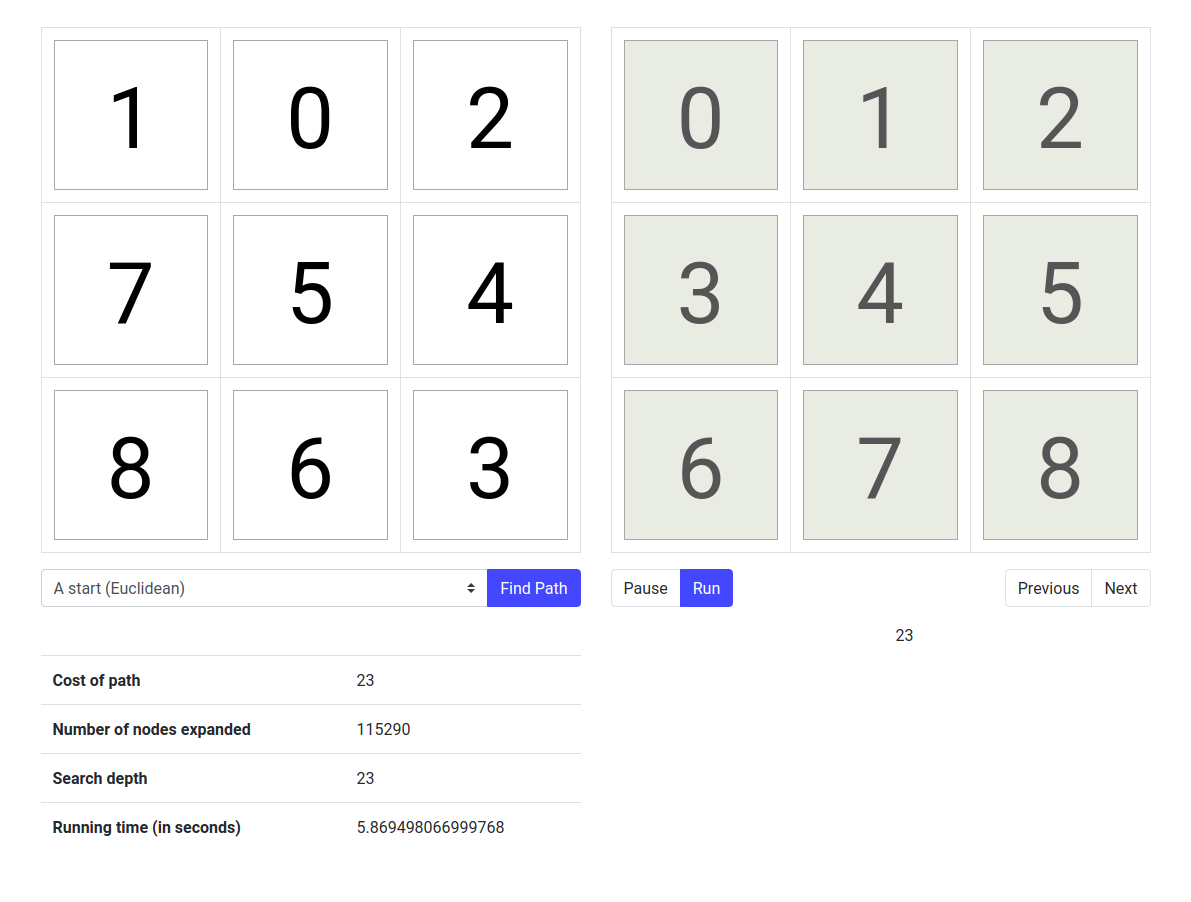 1 0 2 0 1 2
7 5 4 3 4 5
8 6 3 6 7 8
A start (Euclidean) Find Path Pause Run Previous Next
23
Cost of path 23
Number of nodes expanded 115290
Search depth 23
Running time (in seconds) 5.869498066999768